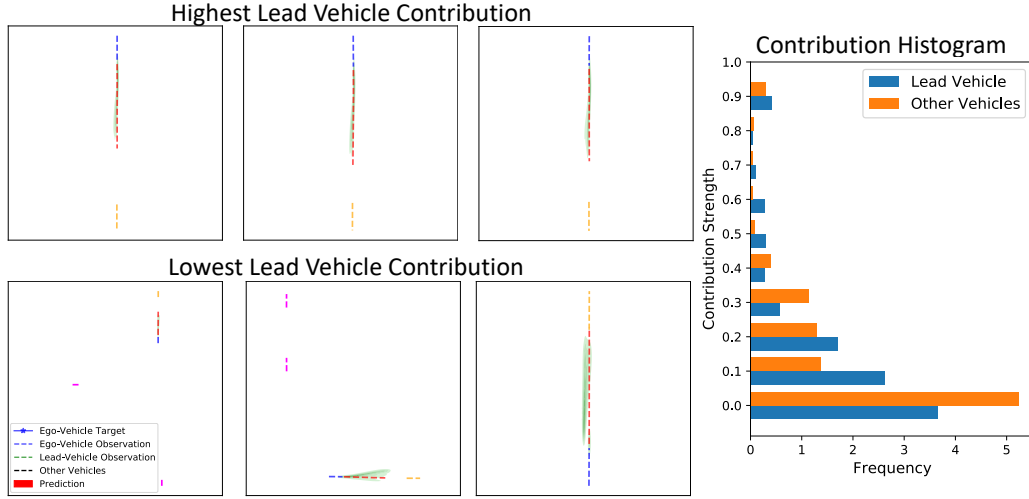 Highest Lead Vehicle Contribution
Lowest Lead Vehicle Contribution
Ego-Vehicle Target
Ego-Vehicle Observation
Lead-Vehicle Observation
Other Vehicles
Prediction
Contribution Histogram
Lead Vehicle
Other Vehicles
Contribution Strength
1.0
0.9
0.8
0.7
0.6
0.5
0.4
0.3
0.2
0.1
0.0
0 1 2 3 4 5
Frequency